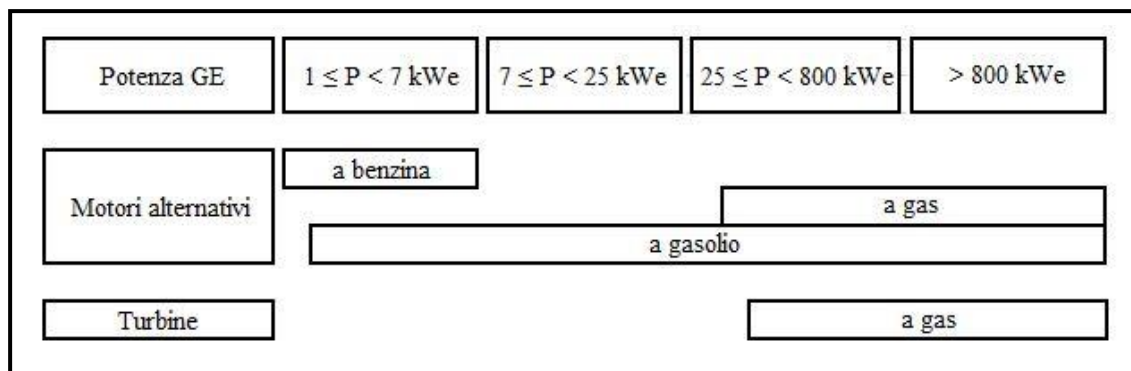 Potenza GE
1 ≤ P < 7 kWe
7 ≤ P < 25 kWe
25 ≤ P < 800 kWe
> 800 kWe
Motori alternativi
a benzina
a gas
a gasolio
Turbine
a gas